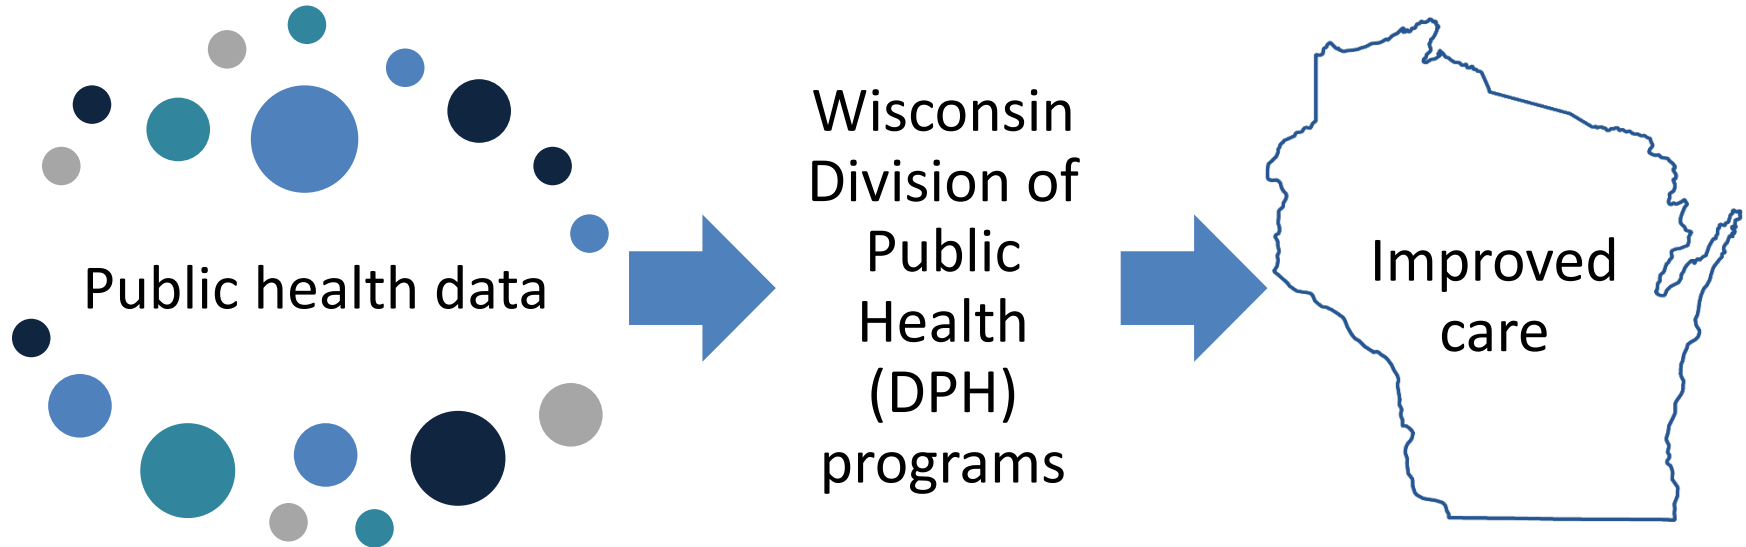 Public health data
Wisconsin
Division of
Public
Health
(DPH)
programs
Improved
care